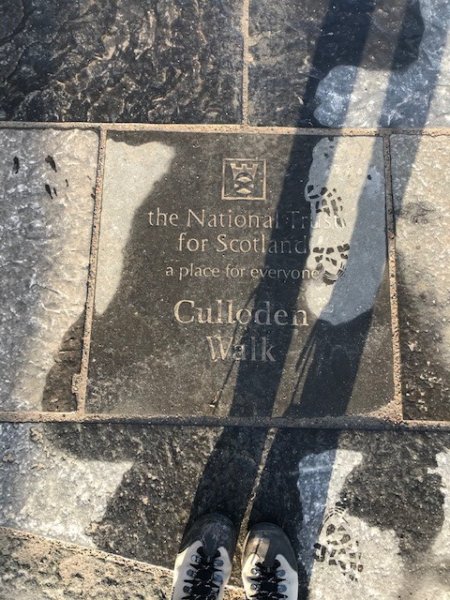 the National Trust
for Scotland
a place for everyone
Culloden
Walk